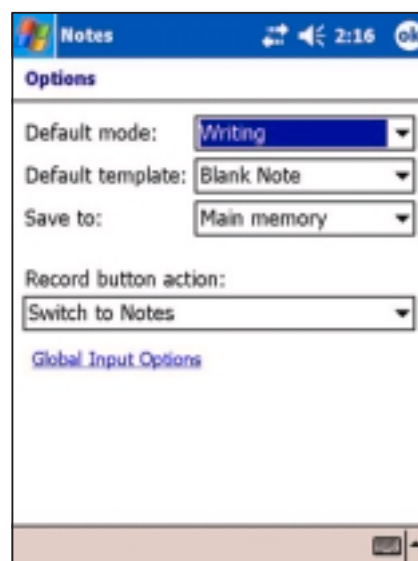 Notes 2:16 ok
Options
Default mode: Writing
Default template: Blank Note
Save to: Main memory
Record button action:
Switch to Notes
Global Input Options